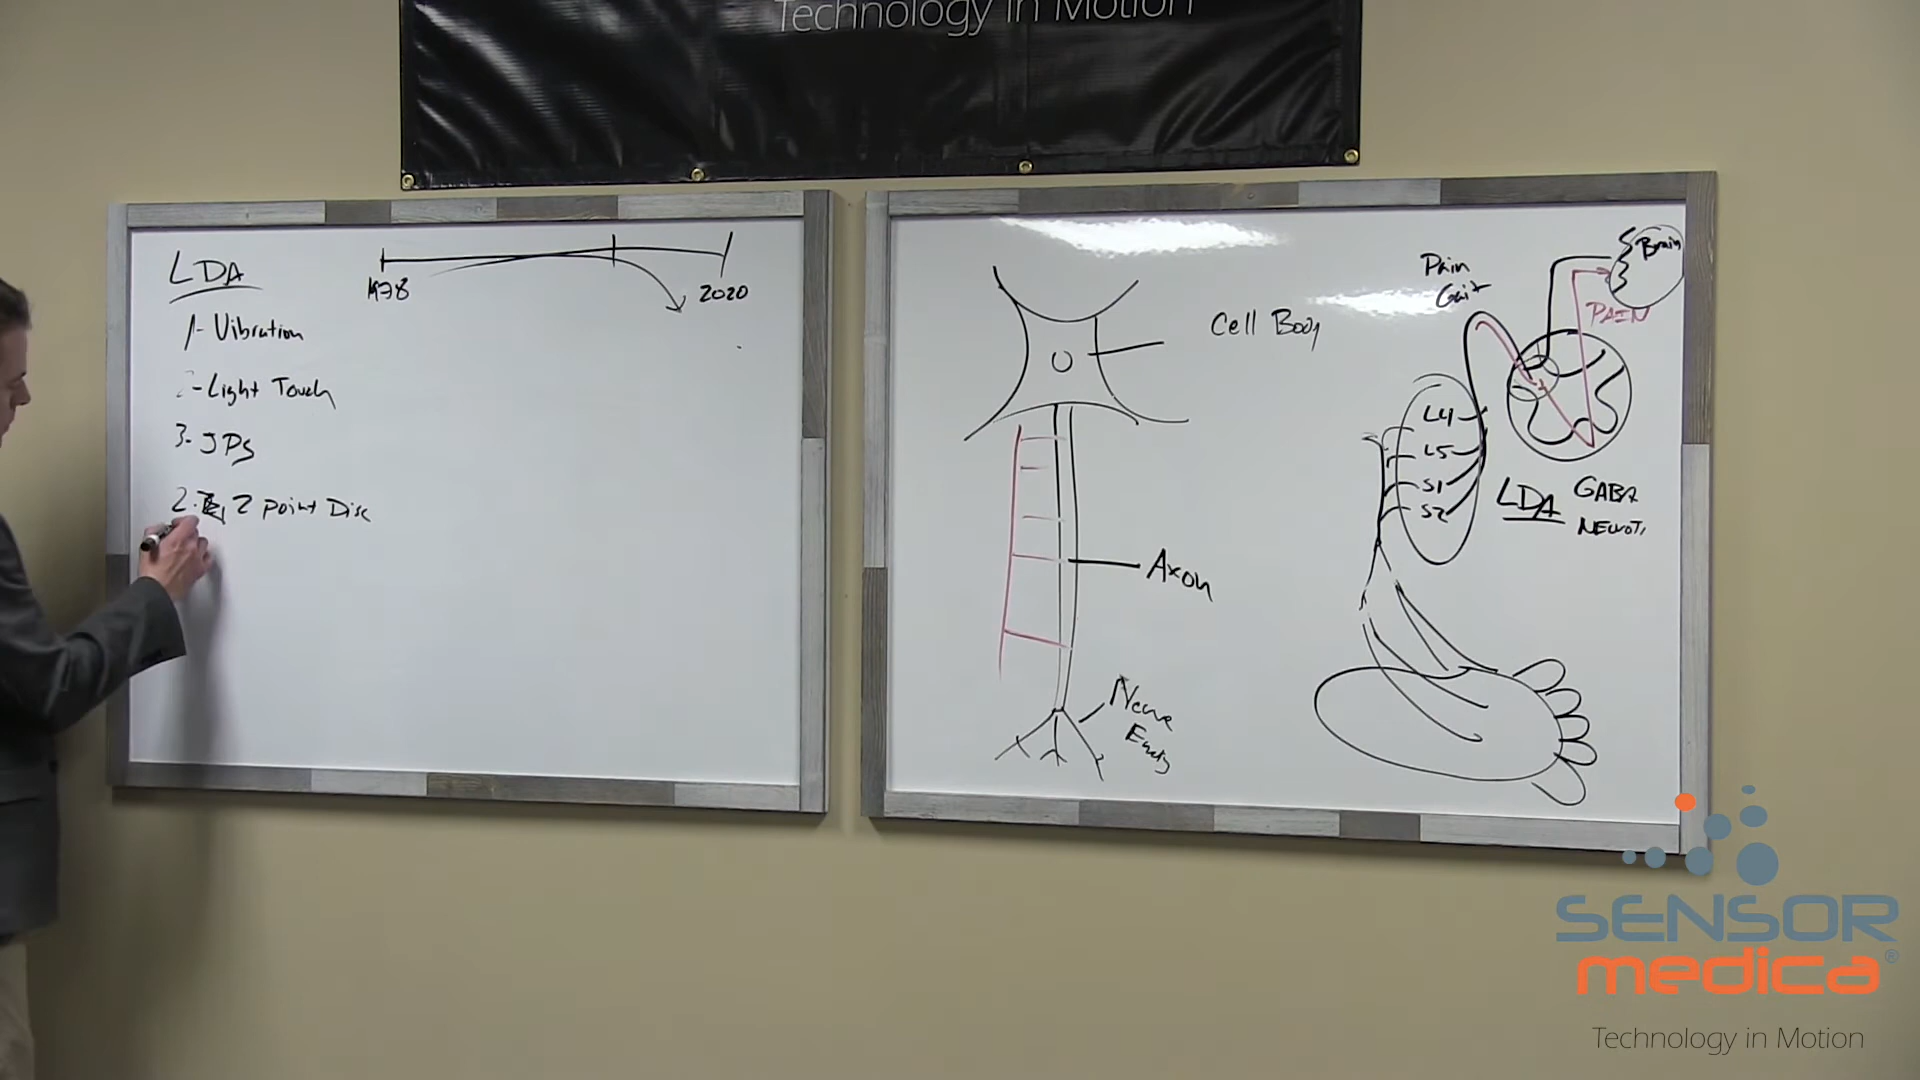 Technology in Motion
LDA
1978
2020
1- Vibration
2-Light Touch
3- JPS
2. 2 point Disc
Cell Body
Axon
Nerve
Pain
Gait
Brain
PAIN
L4
L5
S1
S2
LDA
GABA
SENSOR
medica®
Technology in Motion